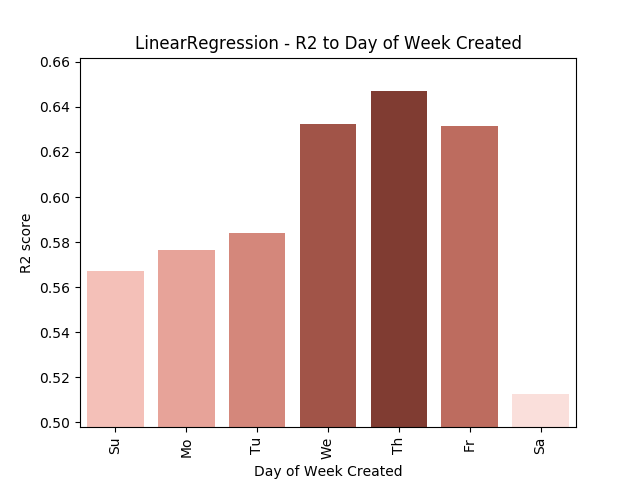 LinearRegression - R2 to Day of Week Created
R2 score
0.66
0.64
0.62
0.60
0.58
0.56
0.54
0.52
0.50
Su
Mo
Tu
We
Th
Fr
Sa
Day of Week Created